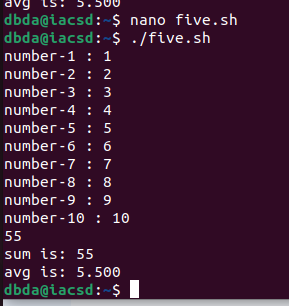 avg is: 5.500
dbda@iacsd:~$ nano five.sh
dbda@iacsd:~$ ./five.sh
number-1 : 1
number-2 : 2
number-3 : 3
number-4 : 4
number-5 : 5
number-6 : 6
number-7 : 7
number-8 : 8
number-9 : 9
number-10 : 10
55
sum is: 55
avg is: 5.500
dbda@iacsd:~$